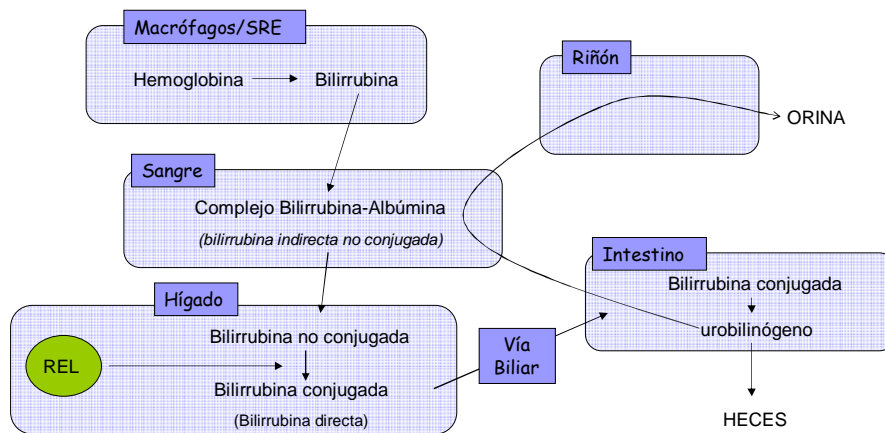 Macrófagos/SRE
Hemoglobina
Bilirrubina
Riñón
ORINA
Sangre
Complejo Bilirrubina-Albúmina
(bilirrubina indirecta no conjugada)
Intestino
Bilirrubina conjugada
urobilinógeno
HECES
Hígado
Bilirrubina no conjugada
REL
Bilirrubina conjugada
(Bilirrubina directa)
Vía
Biliar